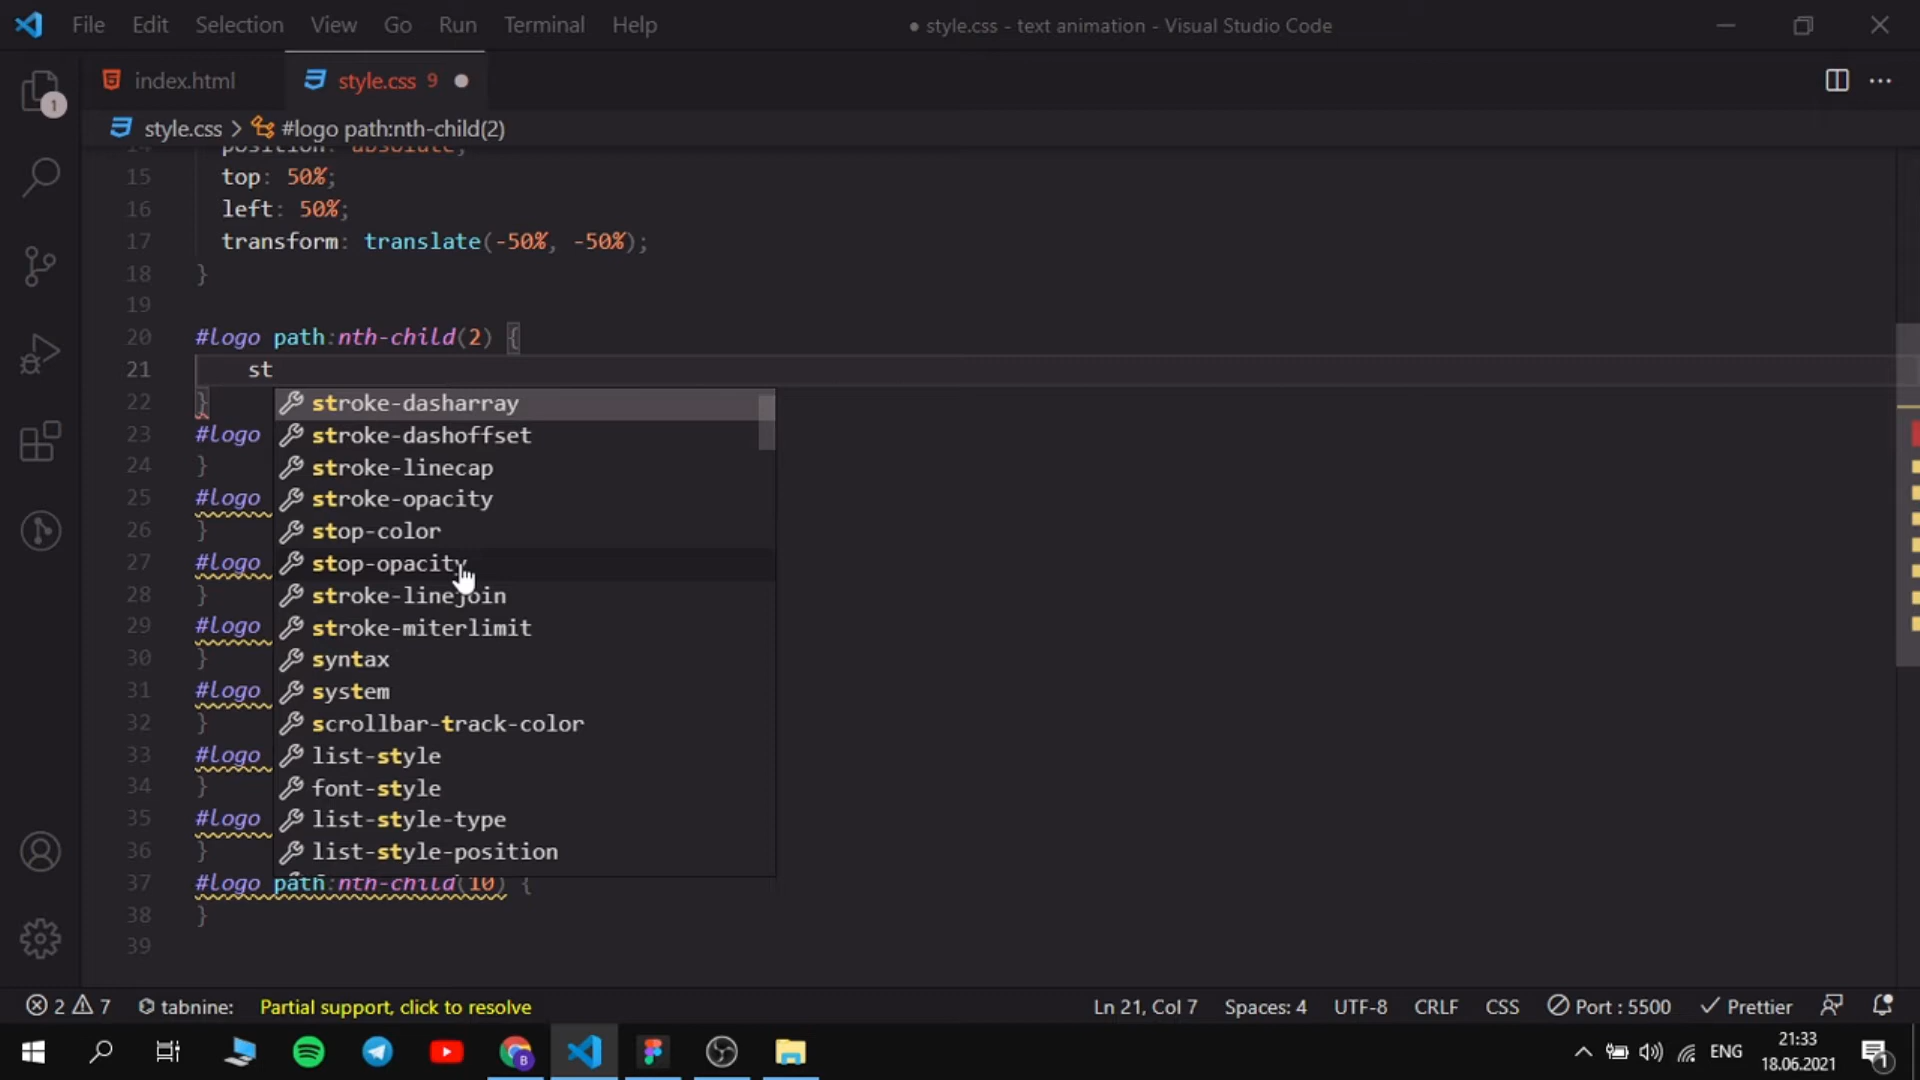 File Edit Selection View Go Run Terminal Help
● style.css - text animation - Visual Studio Code
index.html
style.css 9 ●
style.css > #logo path:nth-child(2)
14 position: absolute;
15 top: 50%;
16 left: 50%;
17 transform: translate(-50%, -50%);
18 }
19
20 #logo path:nth-child(2) {
21 st
stroke-dasharray
22 }
stroke-dashoffset
23 #logo
stroke-linecap
24 }
stroke-opacity
25 #logo
stop-color
26 }
stop-opacity
27 #logo
stroke-linejoin
28 }
stroke-miterlimit
29 #logo
syntax
30 }
system
31 #logo
scrollbar-track-color
32 }
list-style
33 #logo
font-style
34 }
list-style-type
35 #logo
list-style-position
36 }
37 #logo path:nth-child(10) {
38 }
39
1
2 7 tabnine: Partial support, click to resolve
Ln 21, Col 7 Spaces: 4 UTF-8 CRLF CSS Port : 5500 Prettier
B
ENG
21:33
18.06.2021
1